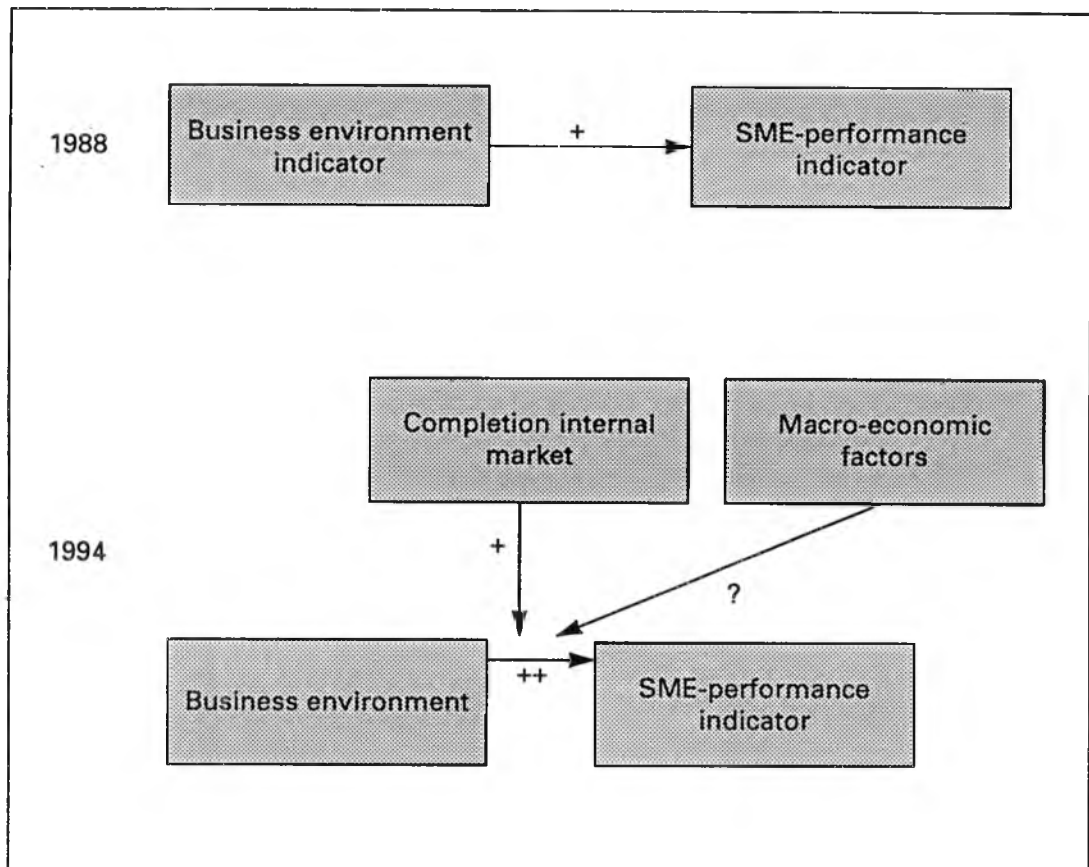 1988
Business environment
indicator
+
SME-performance
indicator
Completion internal
market
Macro-economic
factors
1994
+
?
Business environment
++
SME-performance
indicator